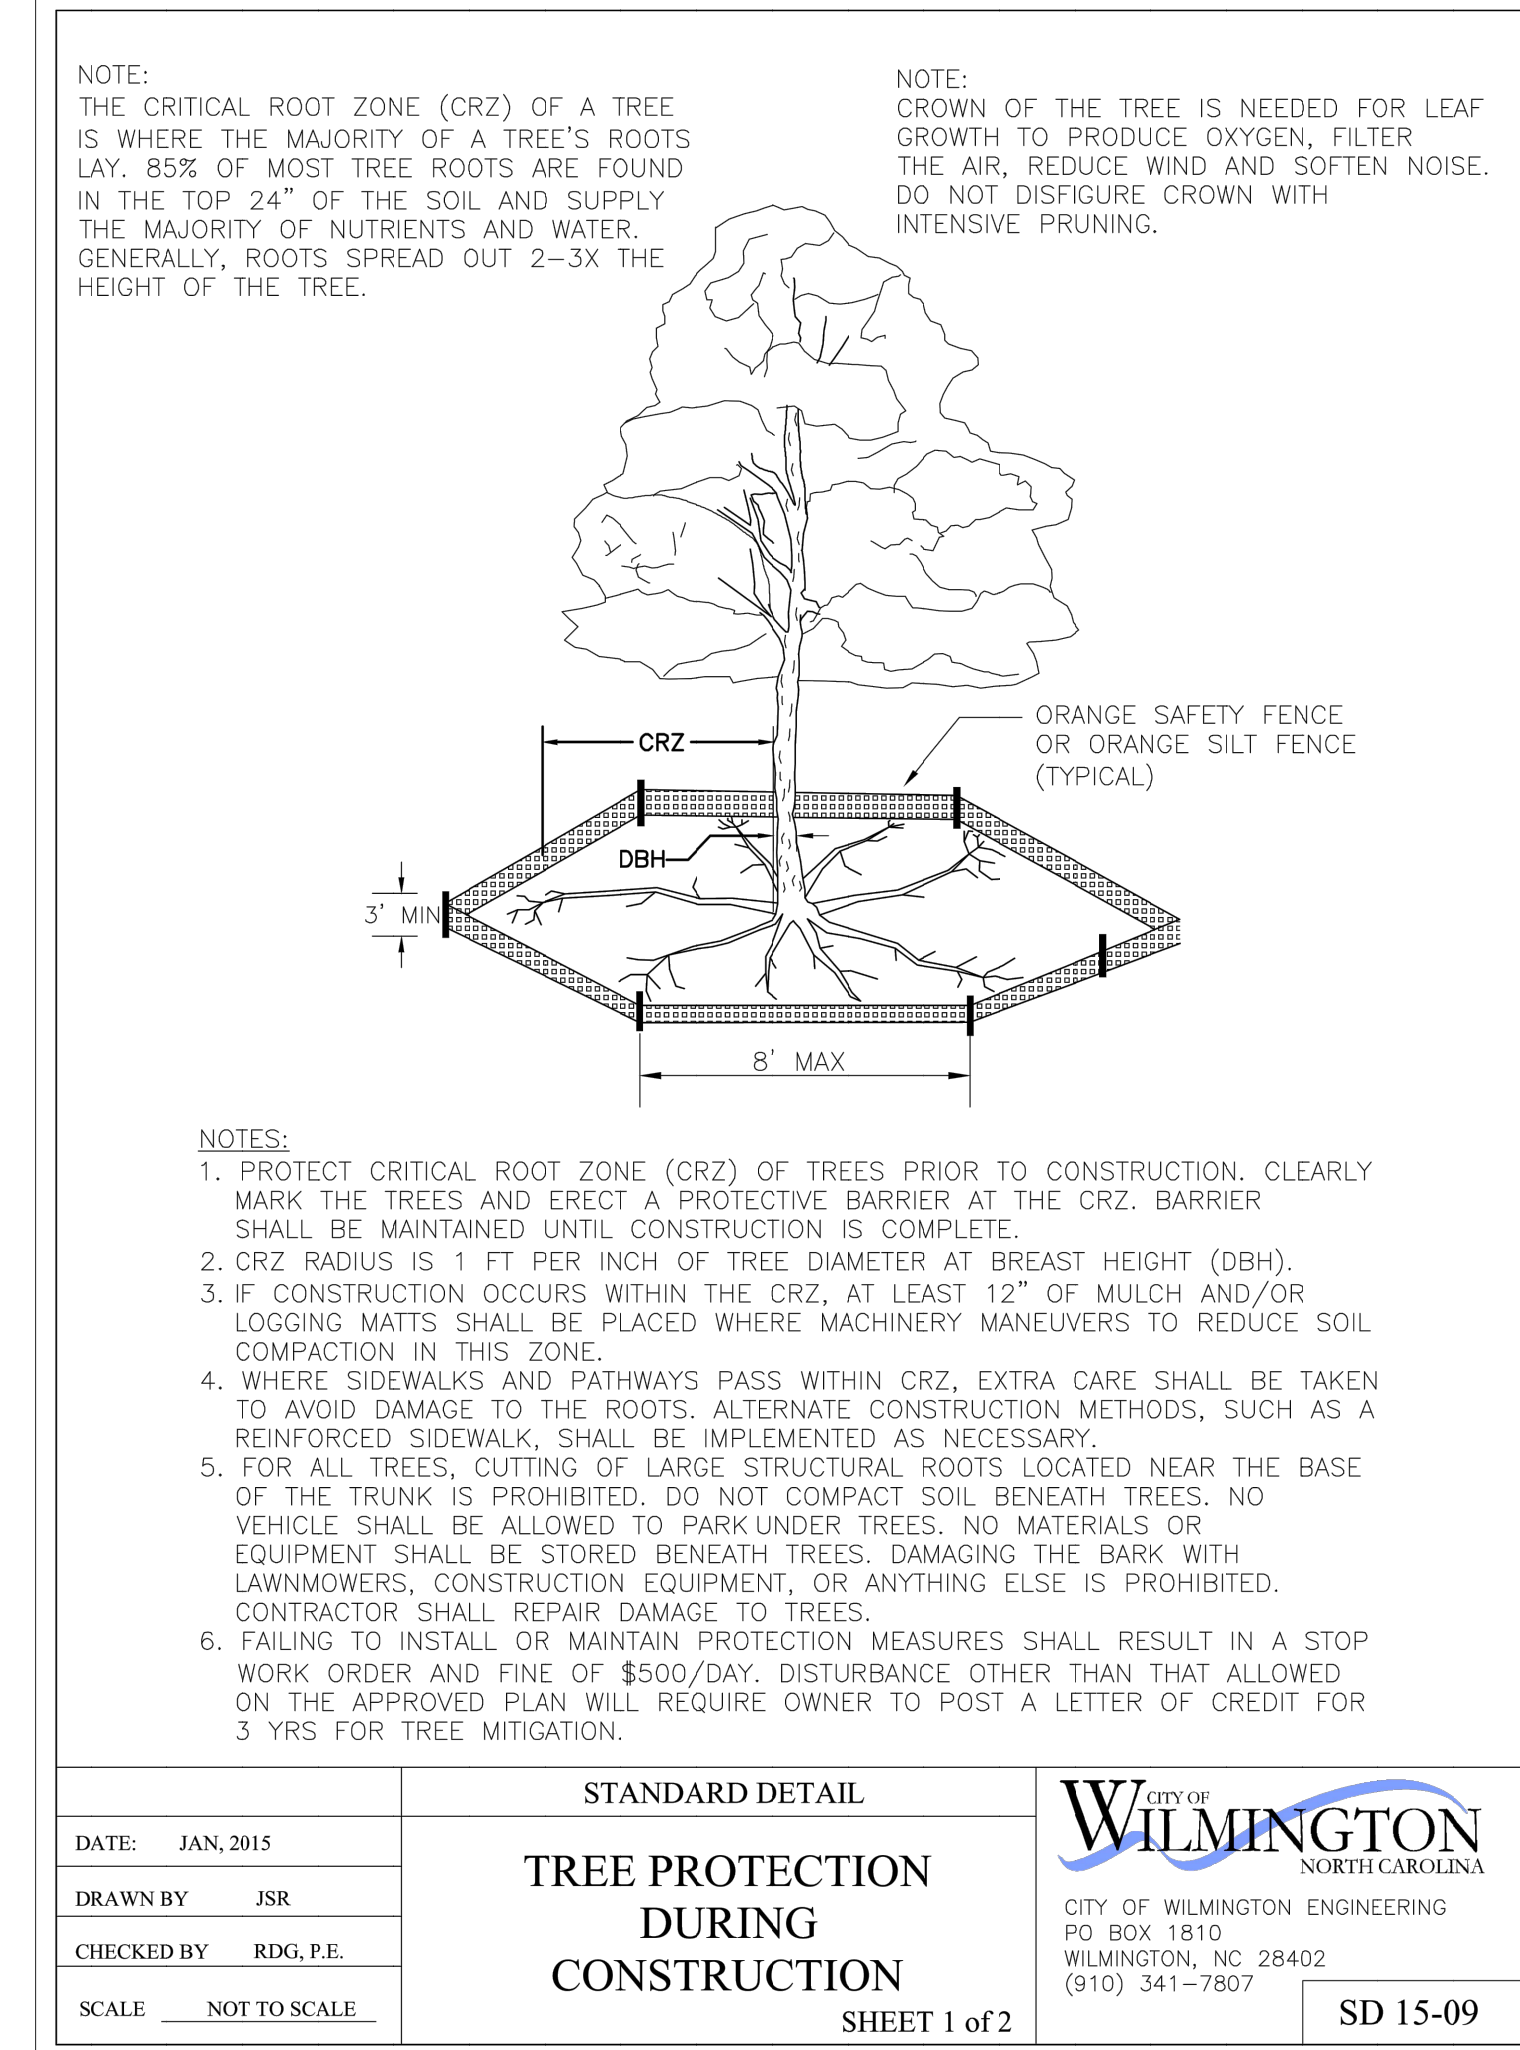 NOTE:
THE CRITICAL ROOT ZONE (CRZ) OF A TREE
IS WHERE THE MAJORITY OF A TREE'S ROOTS
LAY. 85% OF MOST TREE ROOTS ARE FOUND
IN THE TOP 24" OF THE SOIL AND SUPPLY
THE MAJORITY OF NUTRIENTS AND WATER.
GENERALLY, ROOTS SPREAD OUT 2-3X THE
HEIGHT OF THE TREE.
NOTE:
CROWN OF THE TREE IS NEEDED FOR LEAF
GROWTH TO PRODUCE OXYGEN, FILTER
THE AIR, REDUCE WIND AND SOFTEN NOISE.
DO NOT DISFIGURE CROWN WITH
INTENSIVE PRUNING.
ORANGE SAFETY FENCE
OR ORANGE SILT FENCE
(TYPICAL)
CRZ
DBH
3' MIN
8' MAX
NOTES:
1. PROTECT CRITICAL ROOT ZONE (CRZ) OF TREES PRIOR TO CONSTRUCTION. CLEARLY
MARK THE TREES AND ERECT A PROTECTIVE BARRIER AT THE CRZ. BARRIER
SHALL BE MAINTAINED UNTIL CONSTRUCTION IS COMPLETE.
2. CRZ RADIUS IS 1 FT PER INCH OF TREE DIAMETER AT BREAST HEIGHT (DBH).
3. IF CONSTRUCTION OCCURS WITHIN THE CRZ, AT LEAST 12" OF MULCH AND/OR
LOGGING MATTS SHALL BE PLACED WHERE MACHINERY MANEUVERS TO REDUCE SOIL
COMPACTION IN THIS ZONE.
4. WHERE SIDEWALKS AND PATHWAYS PASS WITHIN CRZ, EXTRA CARE SHALL BE TAKEN
TO AVOID DAMAGE TO THE ROOTS. ALTERNATE CONSTRUCTION METHODS, SUCH AS A
REINFORCED SIDEWALK, SHALL BE IMPLEMENTED AS NECESSARY.
5. FOR ALL TREES, CUTTING OF LARGE STRUCTURAL ROOTS LOCATED NEAR THE BASE
OF THE TRUNK IS PROHIBITED. DO NOT COMPACT SOIL BENEATH TREES. NO
VEHICLE SHALL BE ALLOWED TO PARK UNDER TREES. NO MATERIALS OR
EQUIPMENT SHALL BE STORED BENEATH TREES. DAMAGING THE BARK WITH
LAWNMOWERS, CONSTRUCTION EQUIPMENT, OR ANYTHING ELSE IS PROHIBITED.
CONTRACTOR SHALL REPAIR DAMAGE TO TREES.
6. FAILING TO INSTALL OR MAINTAIN PROTECTION MEASURES SHALL RESULT IN A STOP
WORK ORDER AND FINE OF $500/DAY. DISTURBANCE OTHER THAN THAT ALLOWED
ON THE APPROVED PLAN WILL REQUIRE OWNER TO POST A LETTER OF CREDIT FOR
3 YRS FOR TREE MITIGATION.
DATE: JAN, 2015
DRAWN BY JSR
CHECKED BY RDG, P.E.
SCALE NOT TO SCALE
STANDARD DETAIL
TREE PROTECTION
DURING
CONSTRUCTION
SHEET 1 of 2
CITY OF
WILMINGTON
NORTH CAROLINA
CITY OF WILMINGTON ENGINEERING
PO BOX 1810
WILMINGTON, NC 28402
(910) 341-7807
SD 15-09